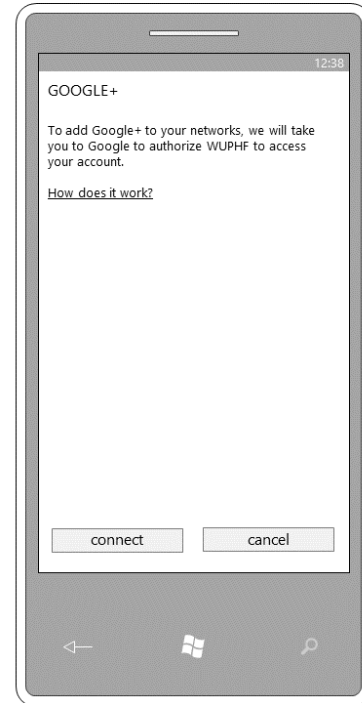 12:38
GOOGLE+
To add Google+ to your networks, we will take
you to Google to authorize WUPHF to access
your account.
How does it work?
connect cancel